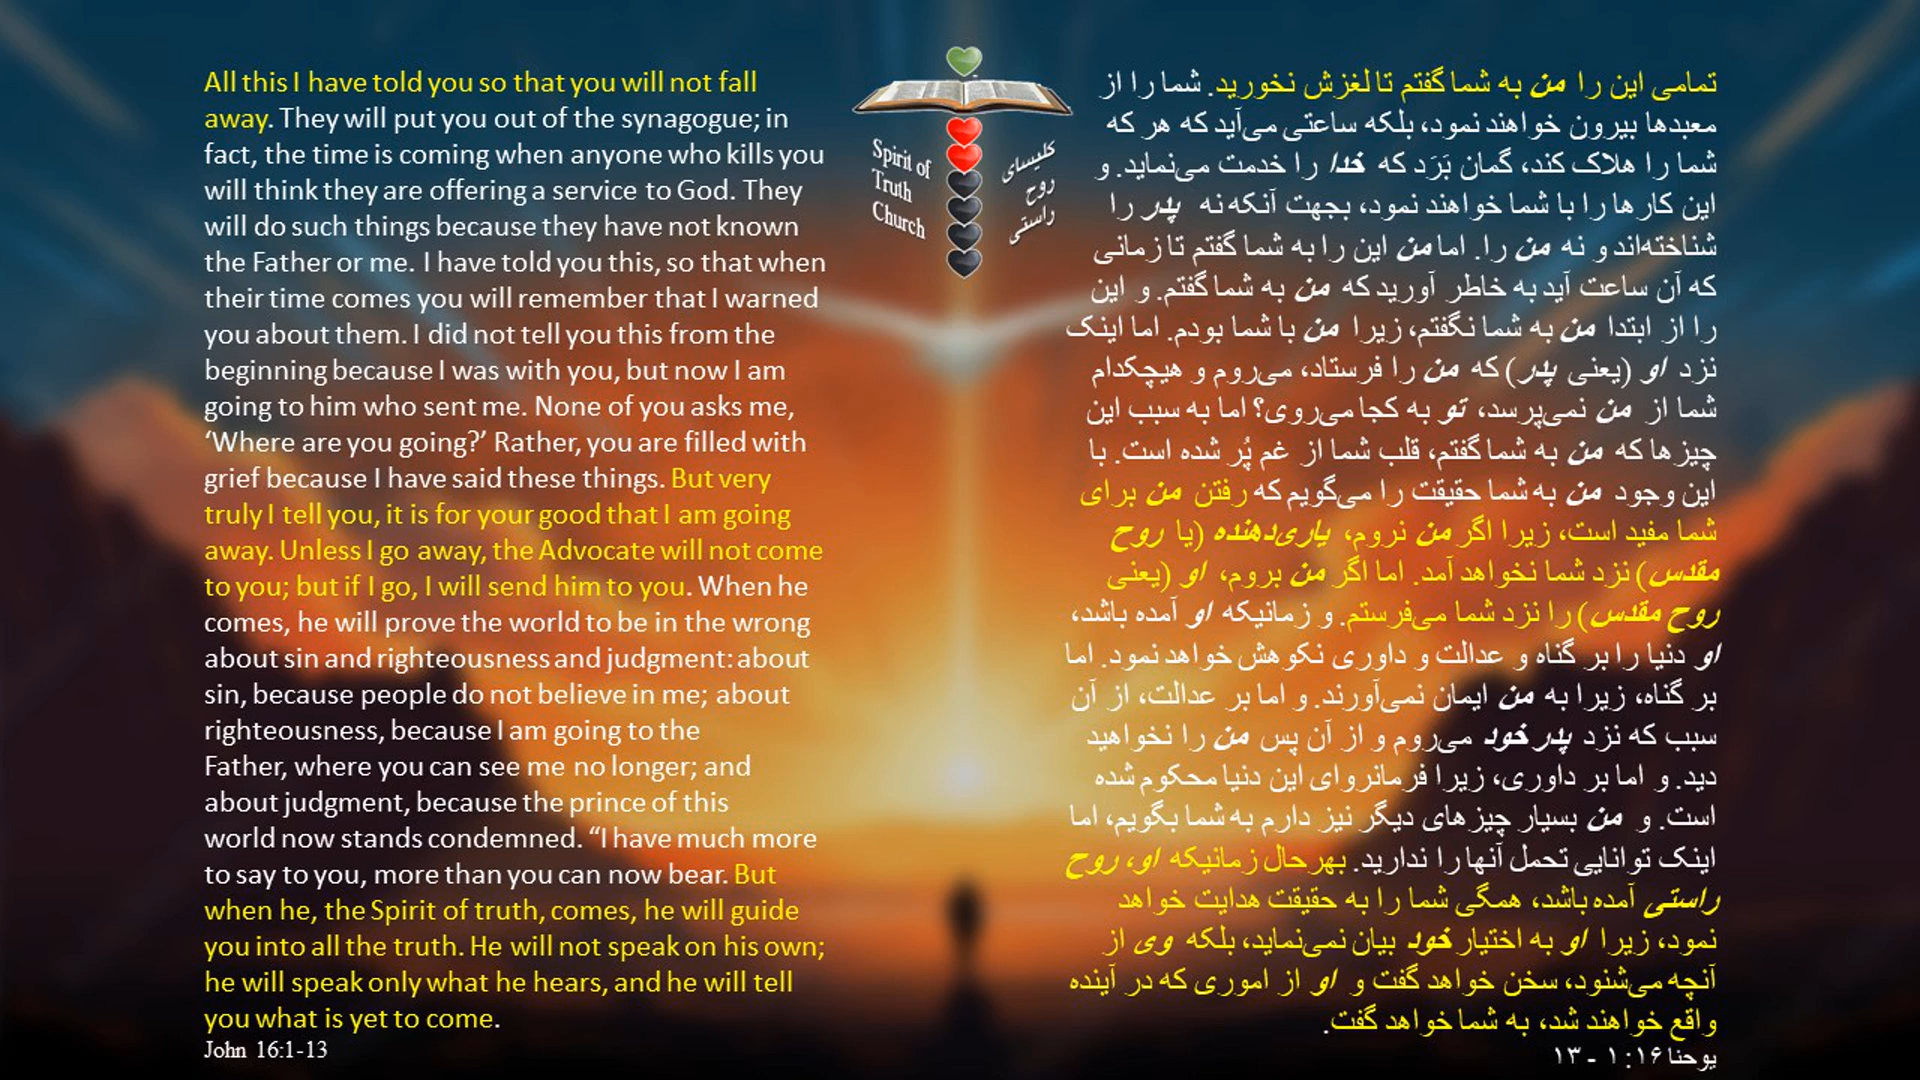 All this I have told you so that you will not fall
away. They will put you out of the synagogue; in
fact, the time is coming when anyone who kills you
will think they are offering a service to God. They
will do such things because they have not known
the Father or me. I have told you this, so that when
their time comes you will remember that I warned
you about them. I did not tell you this from the
beginning because I was with you, but now I am
going to him who sent me. None of you asks me,
‘Where are you going?’ Rather, you are filled with
grief because I have said these things. But very
truly I tell you, it is for your good that I am going
away. Unless I go away, the Advocate will not come
to you; but if I go, I will send him to you. When he
comes, he will prove the world to be in the wrong
about sin and righteousness and judgment: about
sin, because people do not believe in me; about
righteousness, because I am going to the
Father, where you can see me no longer; and
about judgment, because the prince of this
world now stands condemned. “I have much more
to say to you, more than you can now bear. But
when he, the Spirit of truth, comes, he will guide
you into all the truth. He will not speak on his own;
he will speak only what he hears, and he will tell
you what is yet to come.
John 16:1-13
Spirit of
Truth
Church
کلیسای
روح
راستی
تمامی این را من به شما گفتم تا لغزش نخورید. شما را از
معبدها بیرون خواهند نمود، بلکه ساعتی می‌آید که هر که
شما را هلاک کند، گمان بَرَد که خدا را خدمت می‌نماید. و
این کارها را با شما خواهند نمود، بجهت آنکه نه پدر را
شناخته‌اند و نه من را. اما من این را به شما گفتم تا زمانی
که آن ساعت آید به خاطر آورید که من به شما گفتم. و این
را از ابتدا من به شما نگفتم، زیرا من با شما بودم. اما اینک
نزد او (یعنی پدر) که من را فرستاد، می‌روم و هیچکدام
شما از من نمی‌پرسد، تو به کجا می‌روی؟ اما به سبب این
چیزها که من به شما گفتم، قلب شما از غم پُر شده است. با
این وجود من به شما حقیقت را می‌گویم که رفتن من برای
شما مفید است، زیرا اگر من نروم، یاری‌دهنده (یا روح
مقدس) نزد شما نخواهد آمد. اما اگر من بروم، او (یعنی
روح مقدس) را نزد شما می‌فرستم. و زمانیکه او آمده باشد،
او دنیا را بر گناه و عدالت و داوری نکوهش خواهد نمود. اما
بر گناه، زیرا به من ایمان نمی‌آورند. و اما بر عدالت، از آن
سبب که نزد پدر خود می‌روم و از آن پس من را نخواهید
دید. و اما بر داوری، زیرا فرمانروای این دنیا محکوم شده
است. و من بسیار چیزهای دیگر نیز دارم به شما بگویم، اما
اینک توانایی تحمل آنها را ندارید. بهرحال زمانیکه او، روح
راستی آمده باشد، همگی شما را به حقیقت هدایت خواهد
نمود، زیرا او به اختیار خود بیان نمی‌نماید، بلکه وی از
آنچه می‌شنود، سخن خواهد گفت و او از اموری که در آینده
واقع خواهند شد، به شما خواهد گفت.
یوحنا ۱۶:۱ - ۱۳